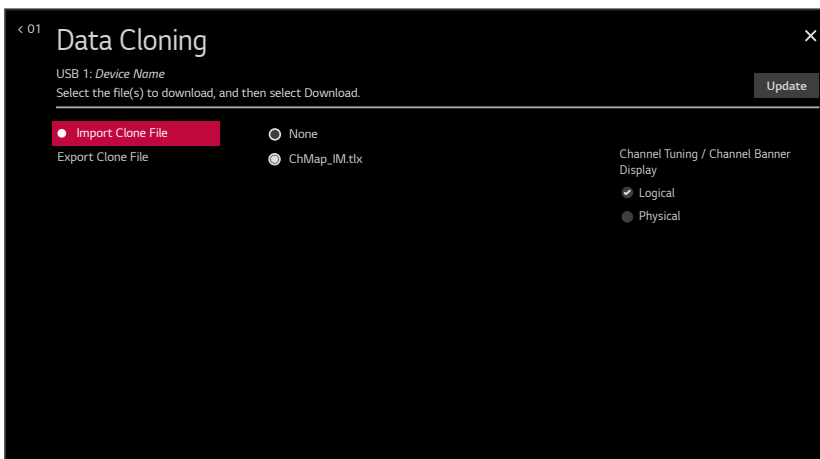 < 01
Data Cloning
USB 1: Device Name
Select the file(s) to download, and then select Download.
Update
Import Clone File
Export Clone File
None
ChMap_IM.tlx
Channel Tuning / Channel Banner
Display
Logical
Physical